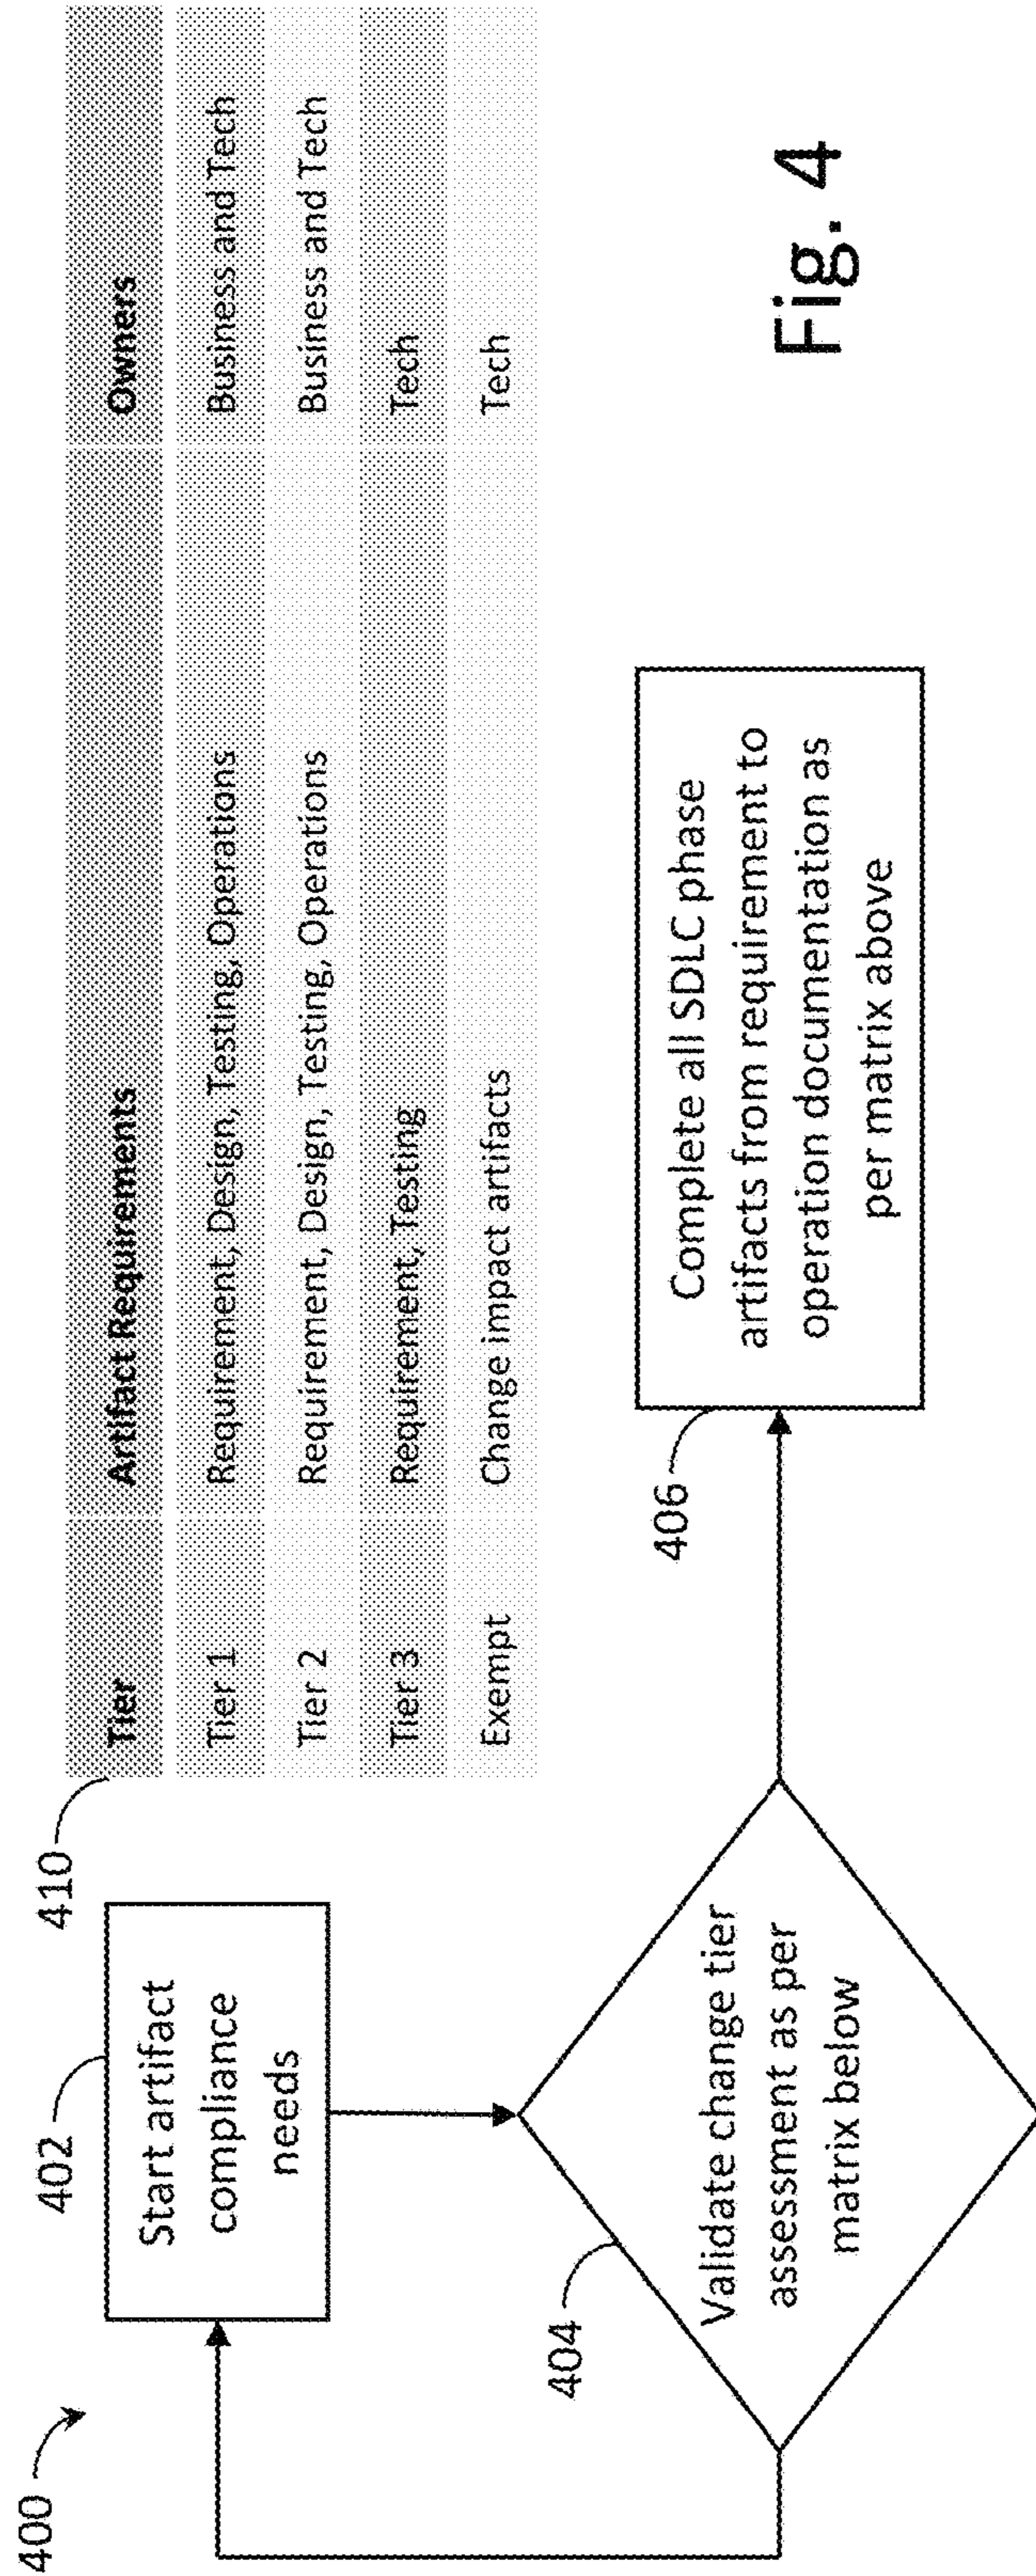 400
402
Start artifact
compliance
needs
404
Validate change tier
assessment as per
matrix below
410
Tier Artifact Requirements Owners
Tier 1 Requirement, Design, Testing, Operations Business and Tech
Tier 2 Requirement, Design, Testing, Operations Business and Tech
Tier 3 Requirement, Testing Tech
Exempt Change impact artifacts Tech
406
Complete all SDLC phase
artifacts from requirement to
operation documentation as
per matrix above
Fig. 4